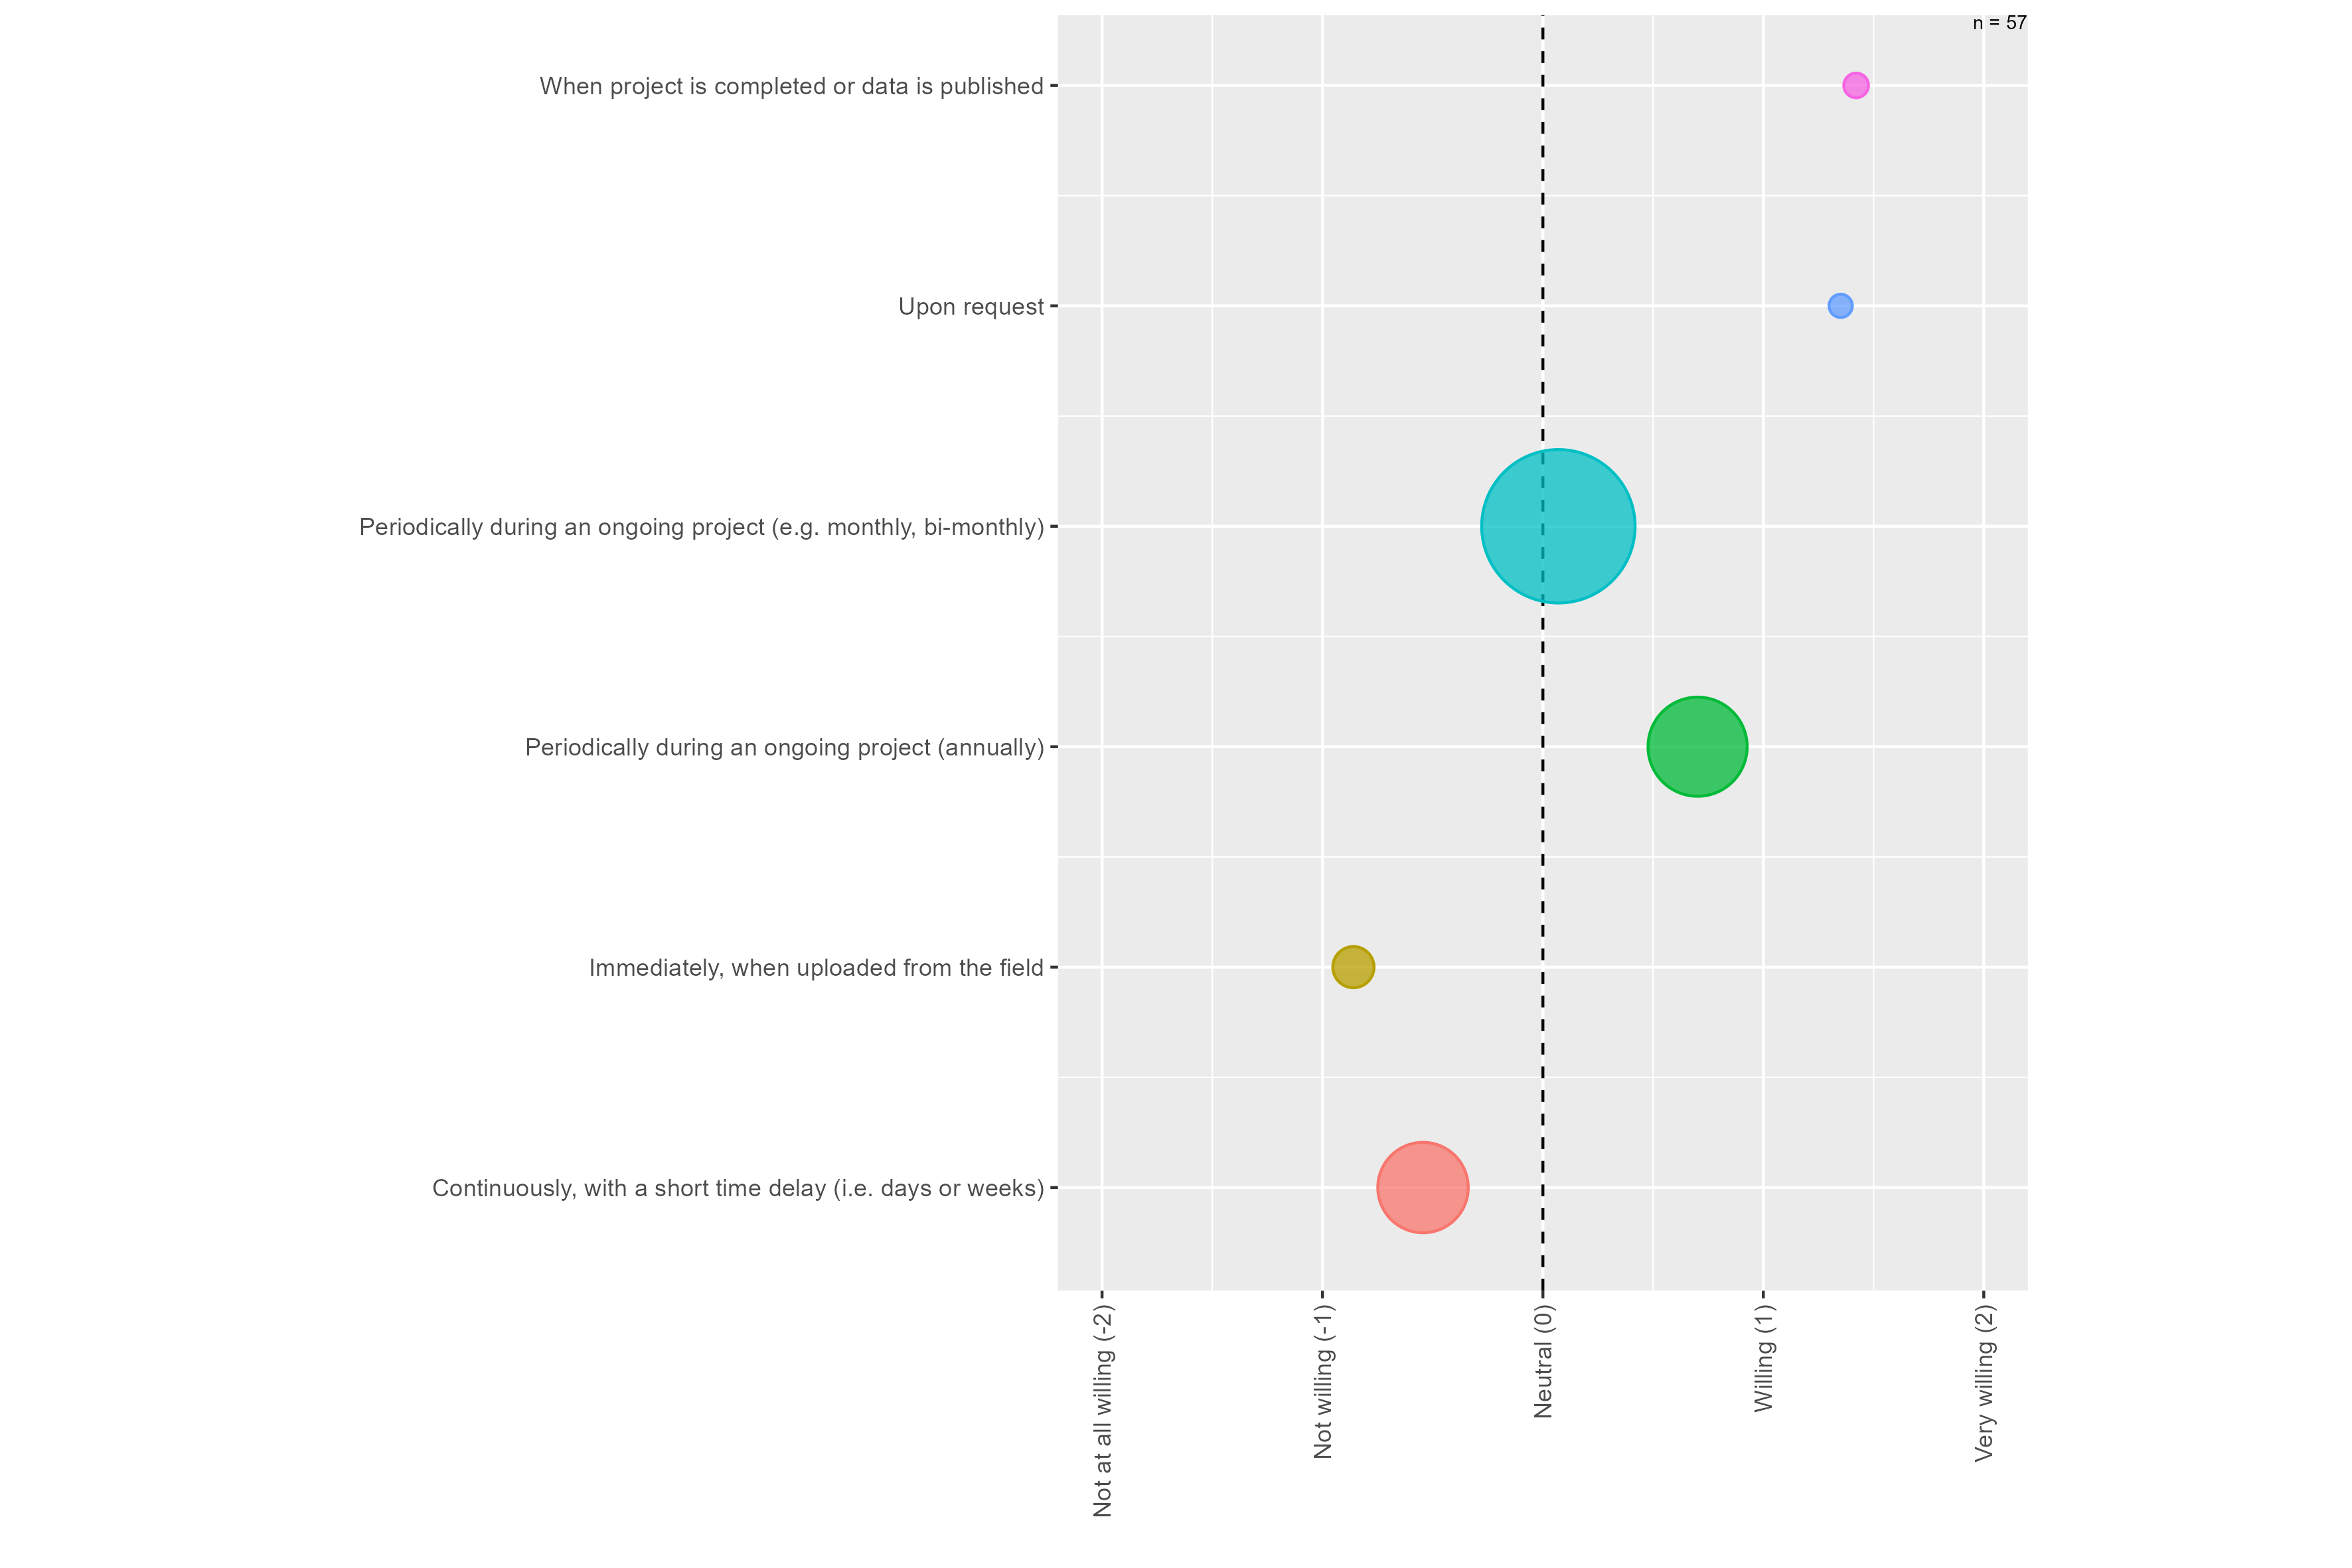 n = 57
When project is completed or data is published
Upon request
Periodically during an ongoing project (e.g. monthly, bi-monthly)
Periodically during an ongoing project (annually)
Immediately, when uploaded from the field
Continuously, with a short time delay (i.e. days or weeks)
Not at all willing (-2)
Not willing (-1)
Neutral (0)
Willing (1)
Very willing (2)